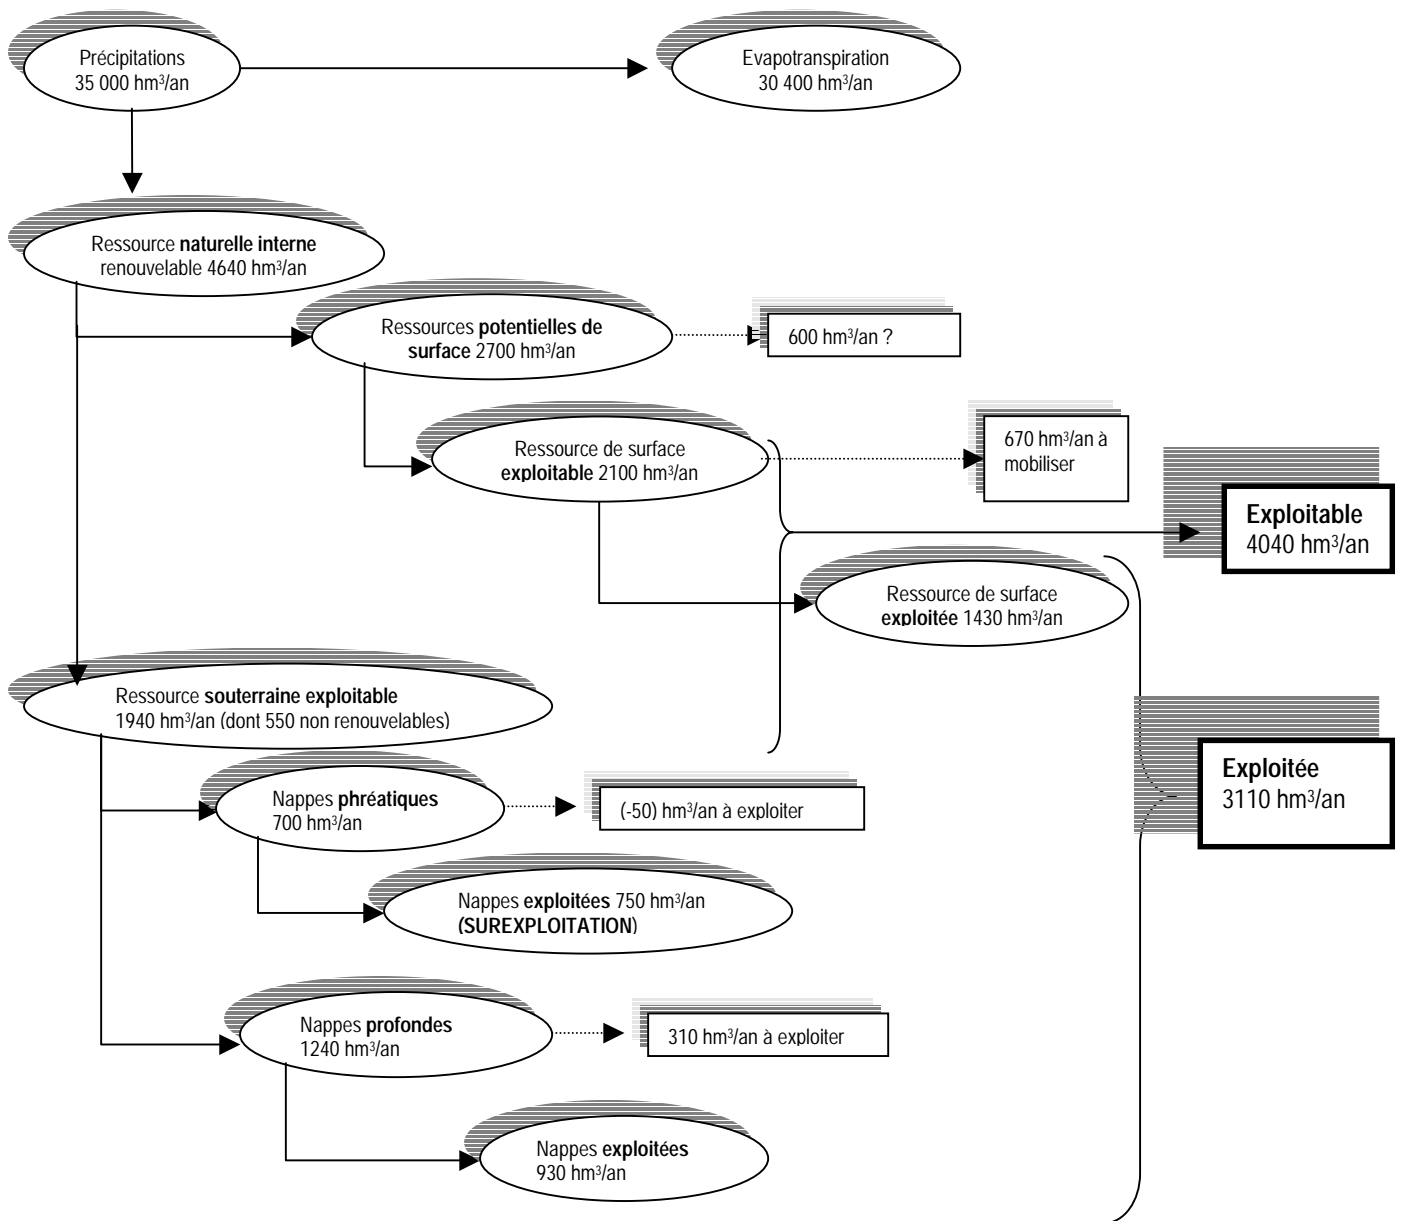 Précipitations
35 000 hm³/an
Evapotranspiration
30 400 hm³/an
Ressource naturelle interne
renouvelable 4640 hm³/an
Ressources potentielles de
surface 2700 hm³/an
600 hm³/an ?
Ressource de surface
exploitable 2100 hm³/an
670 hm³/an à
mobiliser
Exploitable
4040 hm³/an
Ressource de surface
exploitée 1430 hm³/an
Ressource souterraine exploitable
1940 hm³/an (dont 550 non renouvelables)
Exploitée
3110 hm³/an
Nappes phréatiques
700 hm³/an
(-50) hm³/an à exploiter
Nappes exploitées 750 hm³/an
(SUREXPLOITATION)
Nappes profondes
1240 hm³/an
310 hm³/an à exploiter
Nappes exploitées
930 hm³/an